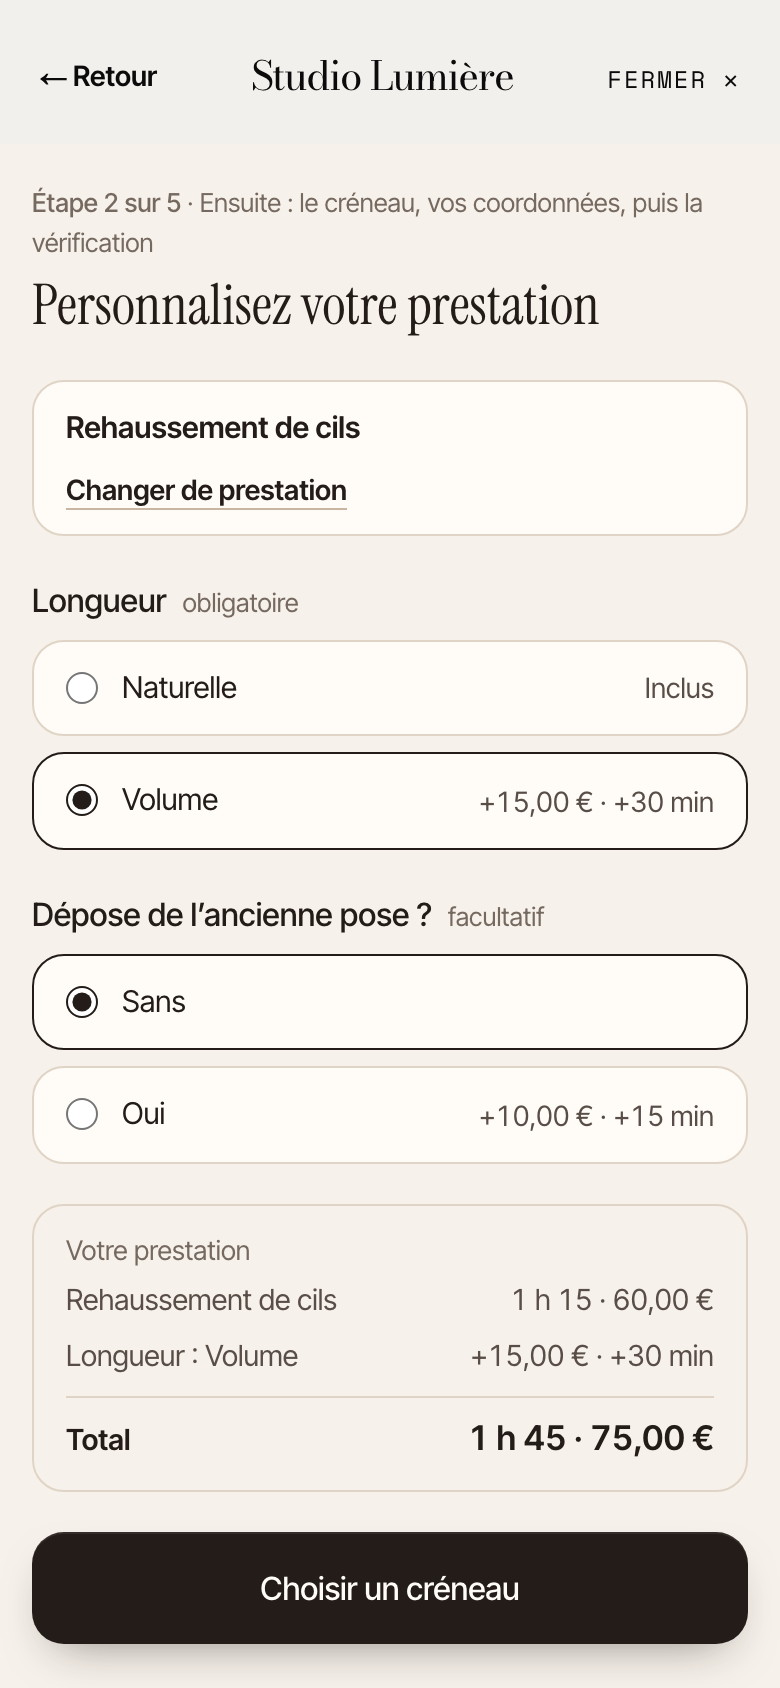 ← Retour
Studio Lumière
FERMER ×
Étape 2 sur 5 · Ensuite : le créneau, vos coordonnées, puis la
vérification
Personnalisez votre prestation
Rehaussement de cils
Changer de prestation
Longueur obligatoire
Naturelle Inclus
Volume +15,00 € · +30 min
Dépose de l’ancienne pose ? facultatif
Sans
Oui +10,00 € · +15 min
Votre prestation
Rehaussement de cils 1 h 15 · 60,00 €
Longueur : Volume +15,00 € · +30 min
Total 1 h 45 · 75,00 €
Choisir un créneau